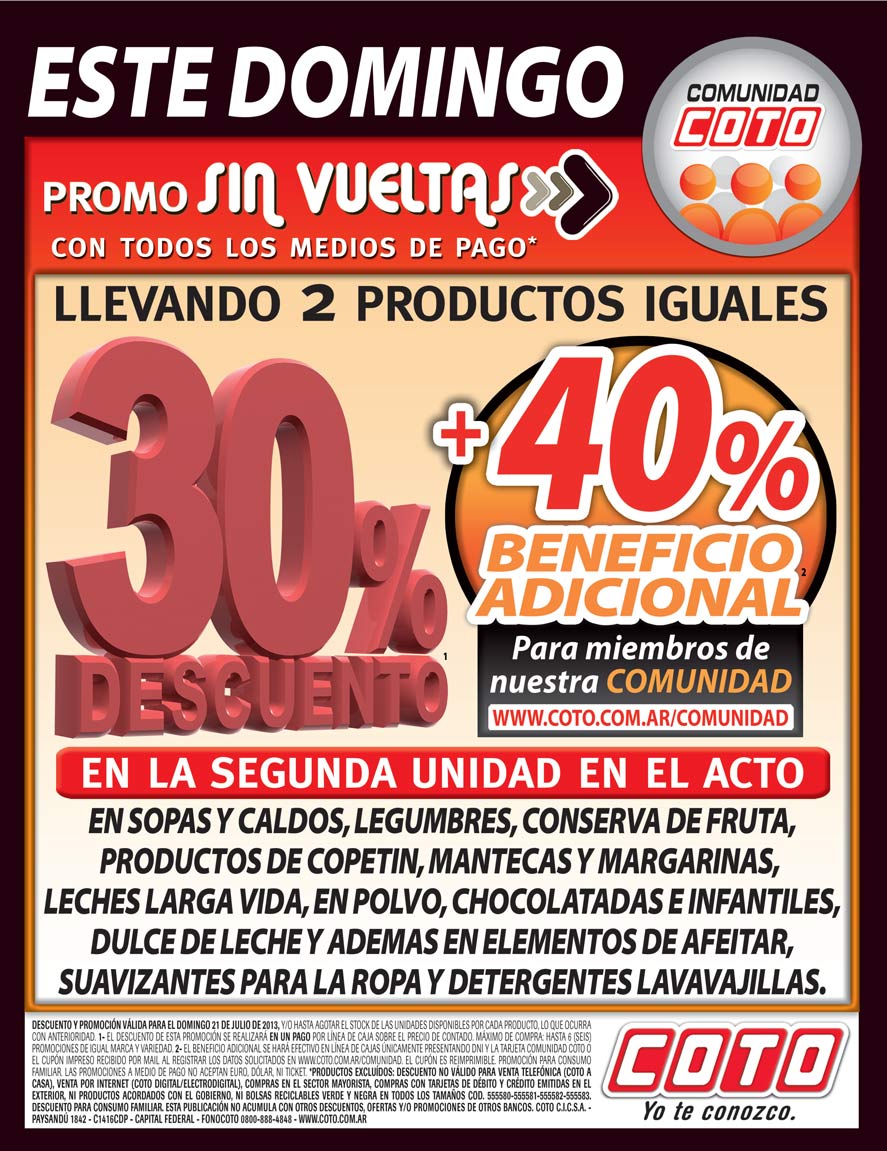 ESTE DOMINGO
COMUNIDAD
COTO
PROMO SIN VUELTAS
CON TODOS LOS MEDIOS DE PAGO*
LLEVANDO 2 PRODUCTOS IGUALES
30%
DESCUENTO 1
+40%
BENEFICIO
ADICIONAL 2
Para miembros de
nuestra COMUNIDAD
WWW.COTO.COM.AR/COMUNIDAD
EN LA SEGUNDA UNIDAD EN EL ACTO
EN SOPAS Y CALDOS, LEGUMBRES, CONSERVA DE FRUTA,
PRODUCTOS DE COPETIN, MANTECAS Y MARGARINAS,
LECHES LARGA VIDA, EN POLVO, CHOCOLATADAS E INFANTILES,
DULCE DE LECHE Y ADEMAS EN ELEMENTOS DE AFEITAR,
SUAVIZANTES PARA LA ROPA Y DETERGENTES LAVAVAJILLAS.
DESCUENTO Y PROMOCIÓN VÁLIDA PARA EL DOMINGO 21 DE JULIO DE 2013, Y/O HASTA AGOTAR EL STOCK DE LAS UNIDADES DISPONIBLES POR CADA PRODUCTO, LO QUE OCURRA
CON ANTERIORIDAD. 1- EL DESCUENTO DE ESTA PROMOCIÓN SE REALIZARÁ EN UN PAGO POR LÍNEA DE CAJA SOBRE EL PRECIO DE CONTADO. MÁXIMO DE COMPRA: HASTA 6 (SEIS)
PROMOCIONES DE IGUAL MARCA Y VARIEDAD. 2- EL BENEFICIO ADICIONAL SE HARÁ EFECTIVO EN LÍNEA DE CAJAS ÚNICAMENTE PRESENTANDO DNI Y LA TARJETA COMUNIDAD COTO O
EL CUPÓN IMPRESO RECIBIDO POR MAIL AL REGISTRAR LOS DATOS SOLICITADOS EN WWW.COTO.COM.AR/COMUNIDAD. EL CUPÓN ES REIMPRIMIBLE. PROMOCIÓN PARA CONSUMO
FAMILIAR. LAS PROMOCIONES A MEDIO DE PAGO NO ACEPTAN EURO, DÓLAR, NI TICKET. *PRODUCTOS EXCLUÍDOS: DESCUENTO NO VÁLIDO PARA VENTA TELEFÓNICA (COTO A
CASA), VENTA POR INTERNET (COTO DIGITAL/ELECTRODIGITAL), COMPRAS EN EL SECTOR MAYORISTA, COMPRAS CON TARJETAS DE DÉBITO Y CRÉDITO EMITIDAS EN EL
EXTERIOR, NI PRODUCTOS ACORDADOS CON EL GOBIERNO, NI BOLSAS RECICLABLES VERDE Y NEGRA EN TODOS LOS TAMAÑOS COD. 555580-555581-555582-555583.
DESCUENTO PARA CONSUMO FAMILIAR. ESTA PUBLICACIÓN NO ACUMULA CON OTROS DESCUENTOS, OFERTAS Y/O PROMOCIONES DE OTROS BANCOS. COTO C.I.C.S.A. -
PAYSANDÚ 1842 - C1416CDP - CAPITAL FEDERAL - FONOCOTO 0800-888-4848 - WWW.COTO.COM.AR
COTO
Yo te conozco.